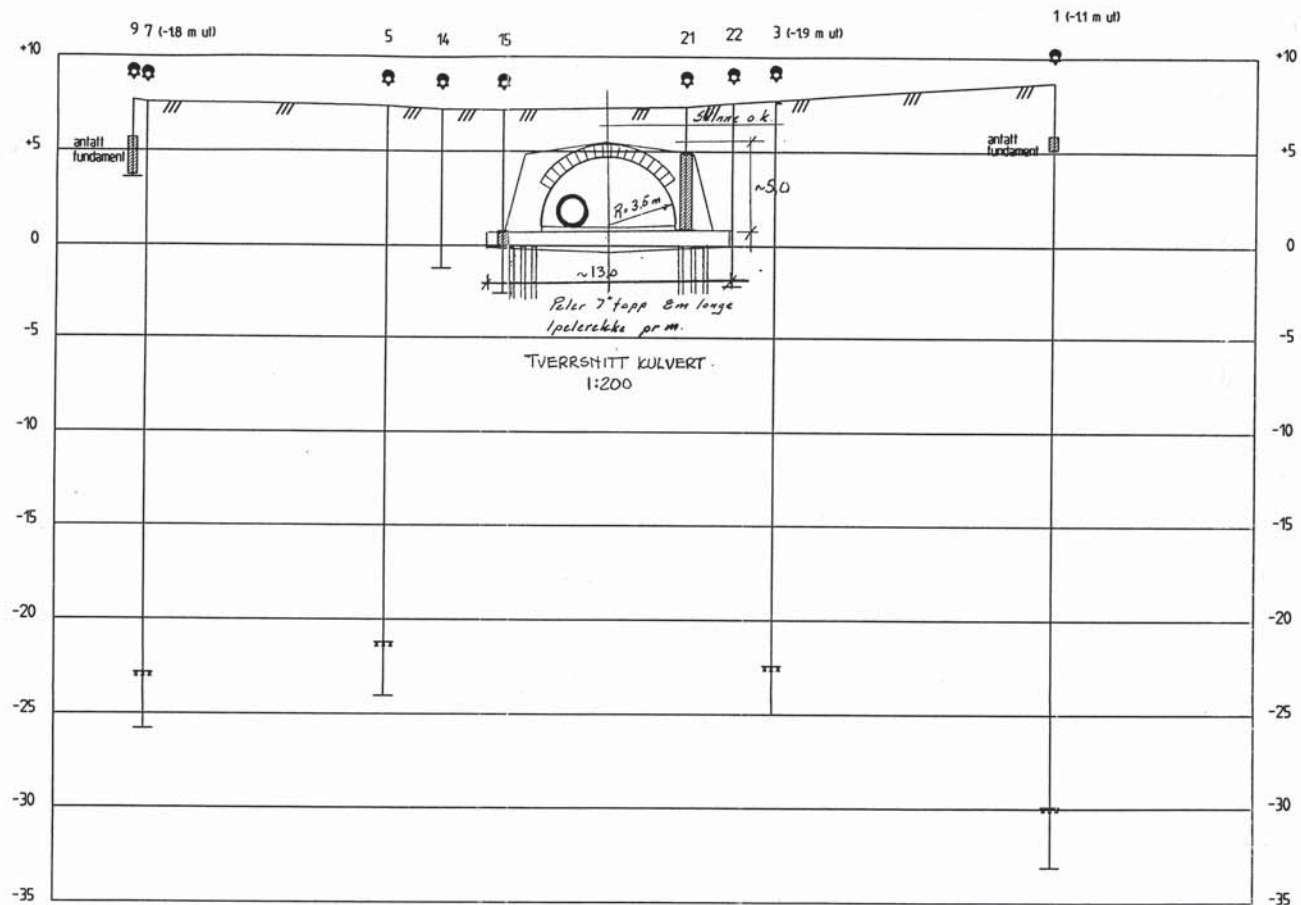 9 7 (-1.8 m ut) 5 14 15 21 22 3 (-1.9 m ut) 1 (-1.1 m ut)
+10 +10
Skinne o.k.
antatt
fundament
antatt
fundament
+5 +5
~5,0
R=3.5m
0 0
~13,0
Peler 7" topp 8m lange
1 pelerekke pr m.
-5 -5
TVERRSNITT KULVERT.
1:200
-10 -10
-15 -15
-20 -20
-25 -25
-30 -30
-35 -35